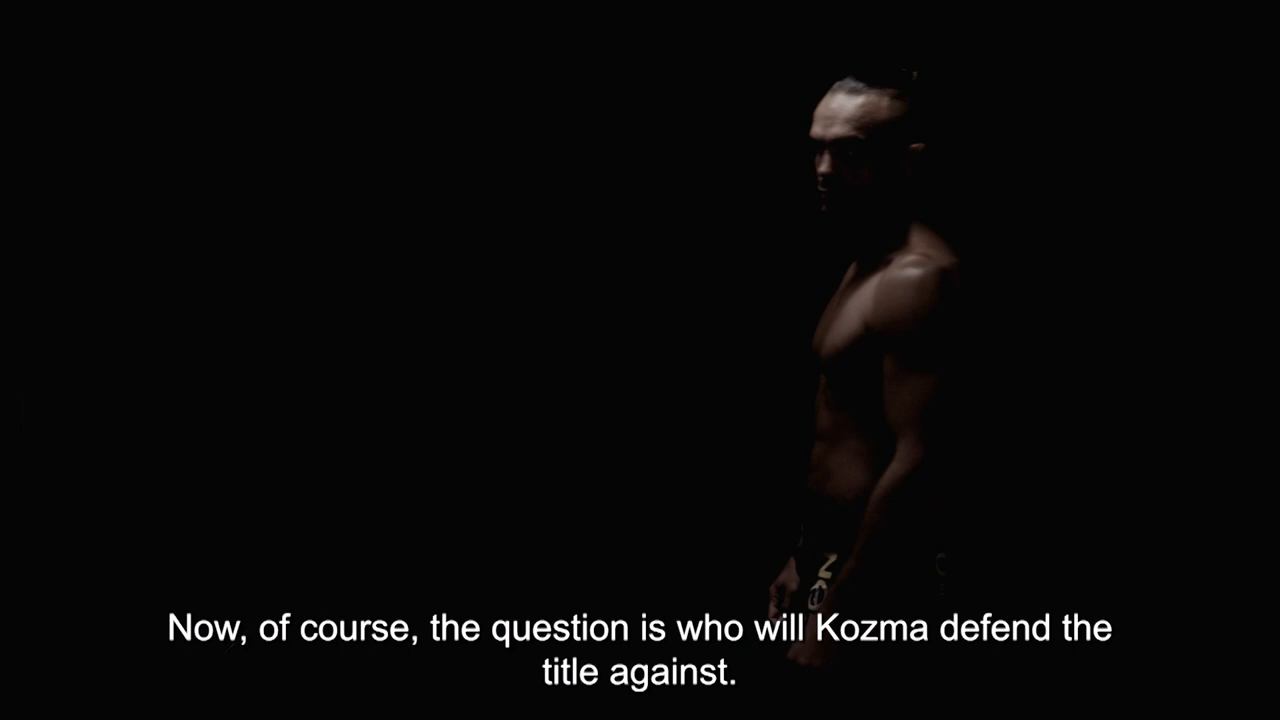 Now, of course, the question is who will Kozma defend the
title against.